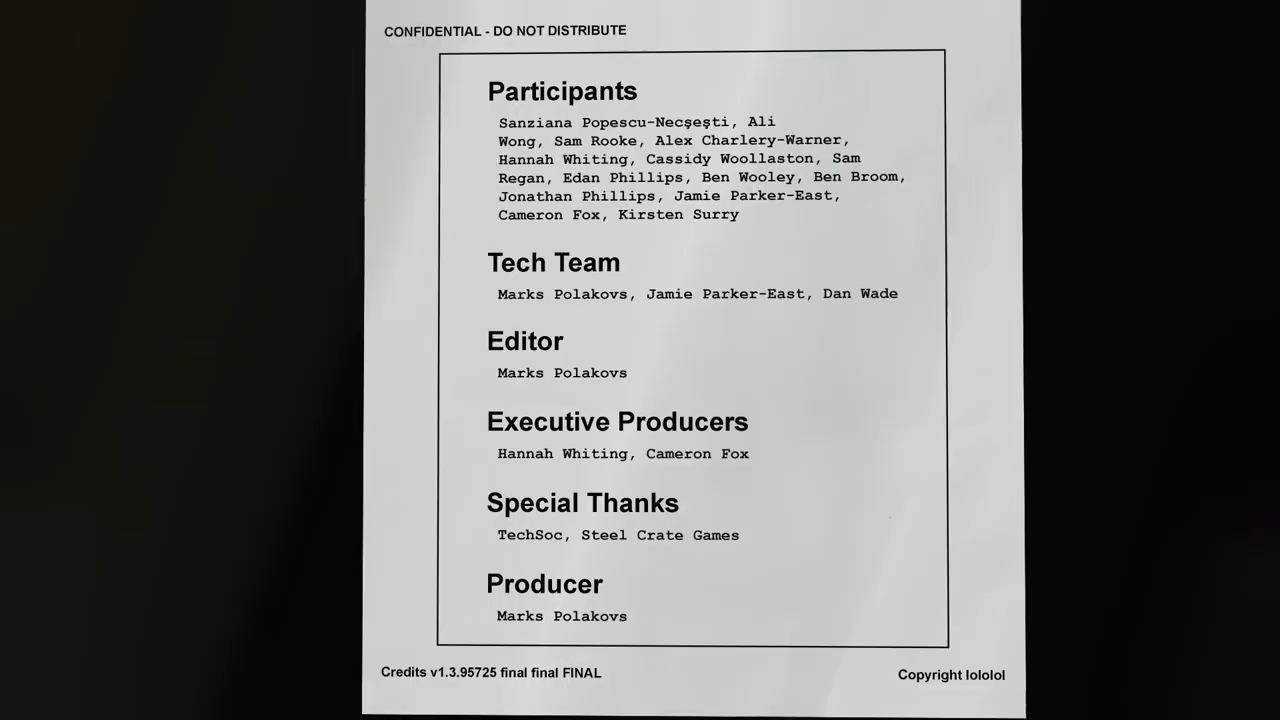 CONFIDENTIAL - DO NOT DISTRIBUTE
Participants
Sanziana Popescu-Necşeşti, Ali
Wong, Sam Rooke, Alex Charlery-Warner,
Hannah Whiting, Cassidy Woollaston, Sam
Regan, Edan Phillips, Ben Wooley, Ben Broom,
Jonathan Phillips, Jamie Parker-East,
Cameron Fox, Kirsten Surry
Tech Team
Marks Polakovs, Jamie Parker-East, Dan Wade
Editor
Marks Polakovs
Executive Producers
Hannah Whiting, Cameron Fox
Special Thanks
TechSoc, Steel Crate Games
Producer
Marks Polakovs
Credits v1.3.95725 final final FINAL
Copyright lololol